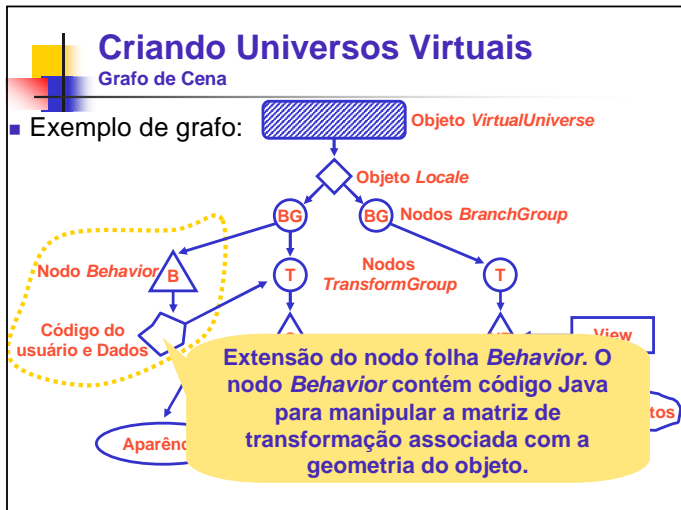 Criando Universos Virtuais
Grafo de Cena
Exemplo de grafo:
Objeto VirtualUniverse
Objeto Locale
BG
BG
Nodos BranchGroup
Nodo Behavior
B
T
Nodos
TransformGroup
T
Código do
usuário e Dados
View
Extensão do nodo folha Behavior. O
nodo Behavior contém código Java
para manipular a matriz de
transformação associada com a
geometria do objeto.